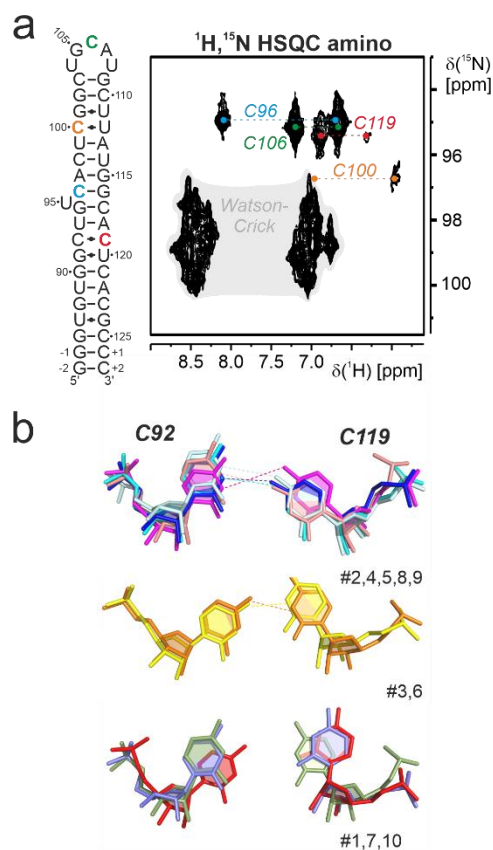 a
¹H,¹⁵N HSQC amino
GGGUGUGGCUGUCACUCGGCUGCAUGCUUAUGGCACUCACGCCC
5'
3'
-2
-1
90
95
100
105
110
115
120
125
+1
+2
C96
C106
C119
C100
Watson-
Crick
δ(¹⁵N)
[ppm]
96
98
100
8.5 8.0 7.5 7.0
δ(¹H) [ppm]
b
C92 C119
#2,4,5,8,9
#3,6
#1,7,10